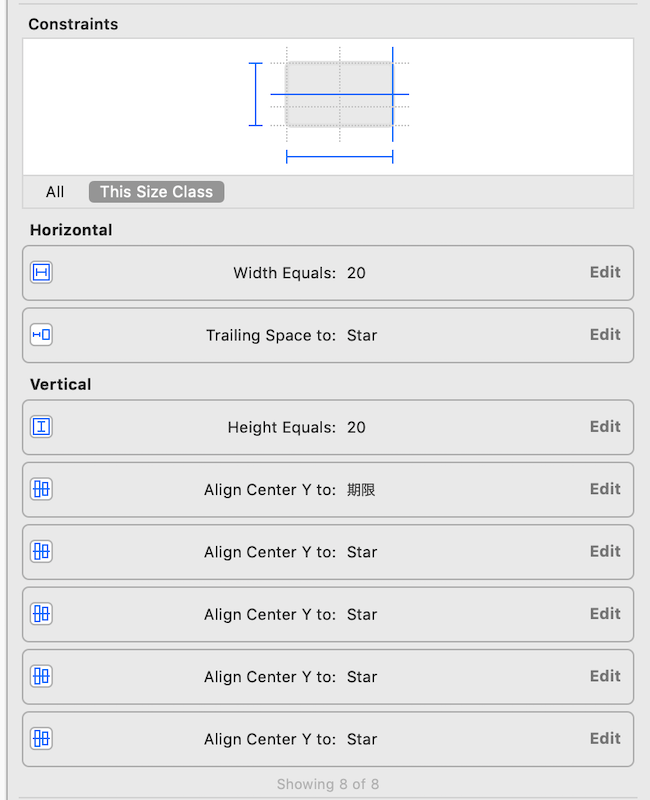 Constraints
All This Size Class
Horizontal
Width Equals: 20 Edit
Trailing Space to: Star Edit
Vertical
Height Equals: 20 Edit
Align Center Y to: 期限 Edit
Align Center Y to: Star Edit
Align Center Y to: Star Edit
Align Center Y to: Star Edit
Align Center Y to: Star Edit
Showing 8 of 8